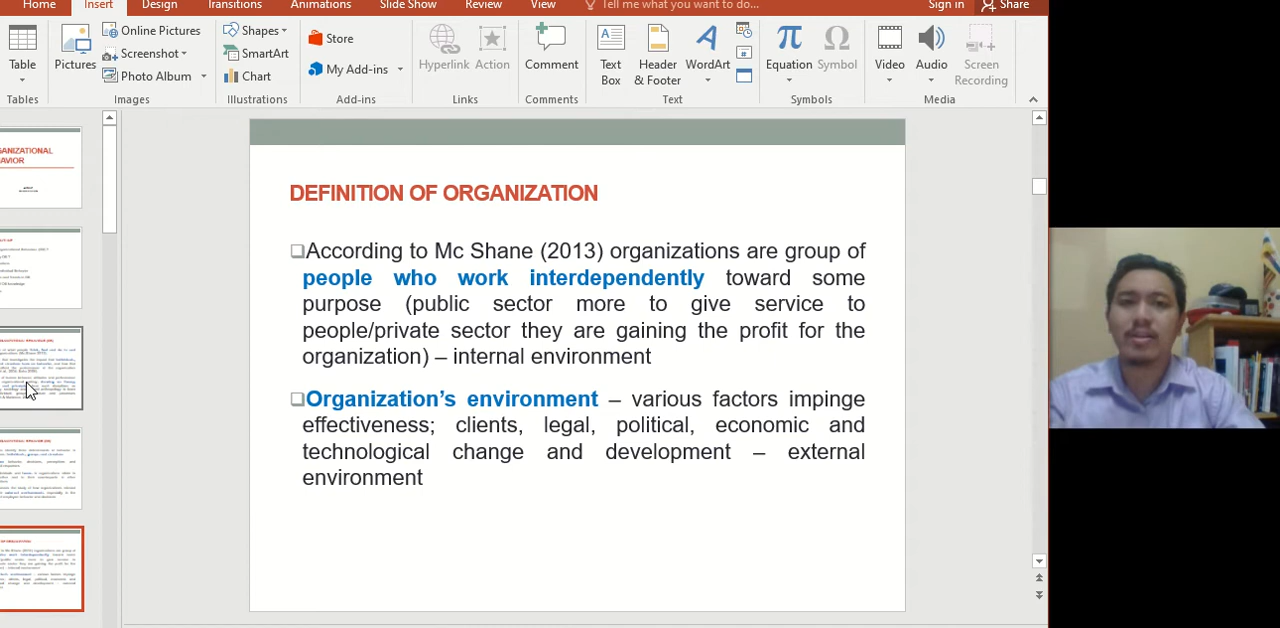 Home Insert Design Transitions Animations Slide Show Review View Tell me what you want to do... Sign in Share
Table
Pictures
Online Pictures
Screenshot
Photo Album
Shapes
SmartArt
Chart
Store
My Add-ins
Hyperlink
Action
Comment
Text
Box
Header
& Footer
WordArt
Equation
Symbol
Video
Audio
Screen
Recording
Tables Images Illustrations Add-ins Links Comments Text Symbols Media
DEFINITION OF ORGANIZATION
According to Mc Shane (2013) organizations are group of
people who work interdependently toward some
purpose (public sector more to give service to
people/private sector they are gaining the profit for the
organization) – internal environment
Organization's environment – various factors impinge
effectiveness; clients, legal, political, economic and
technological change and development – external
environment